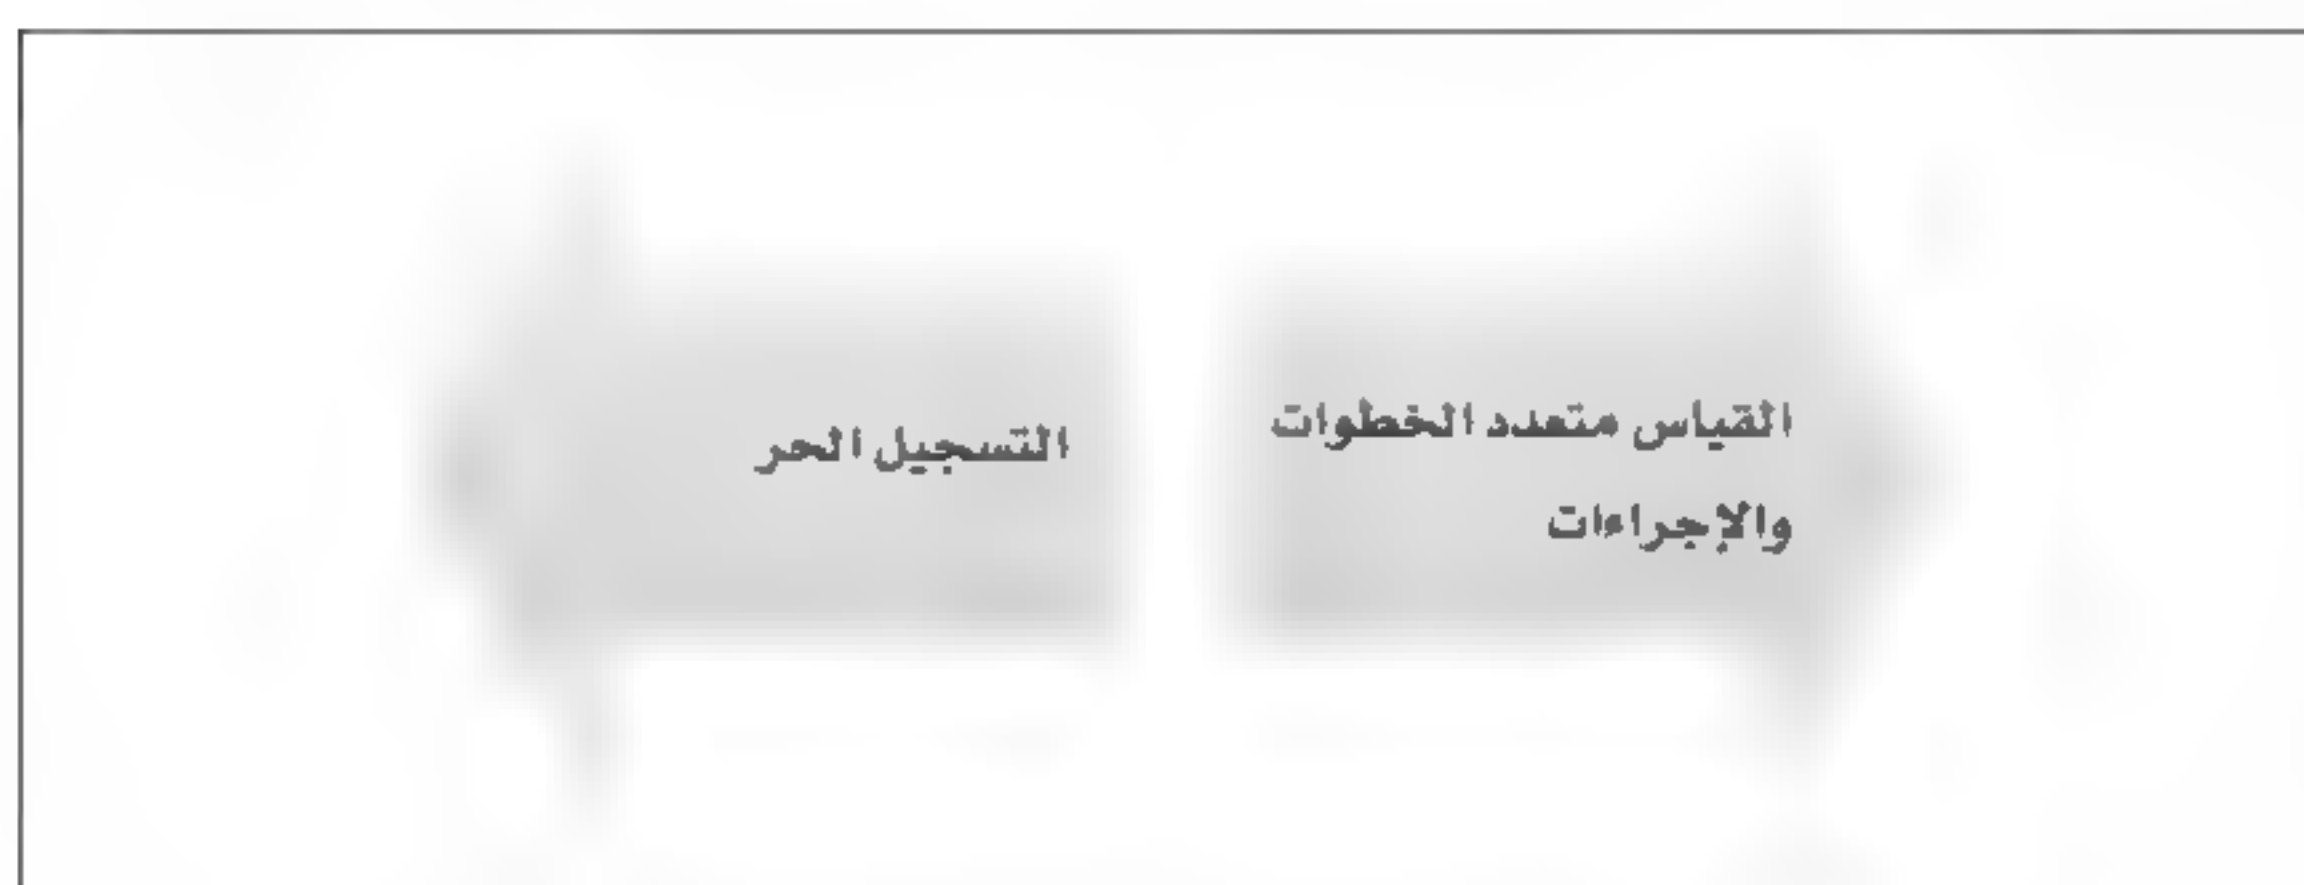 القياس متعدد الخطوات
والإجراءات
التسجيل الحر